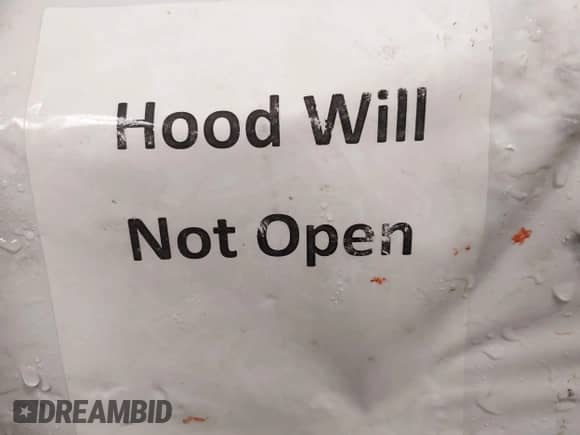 Hood Will
Not Open
DREAMBID